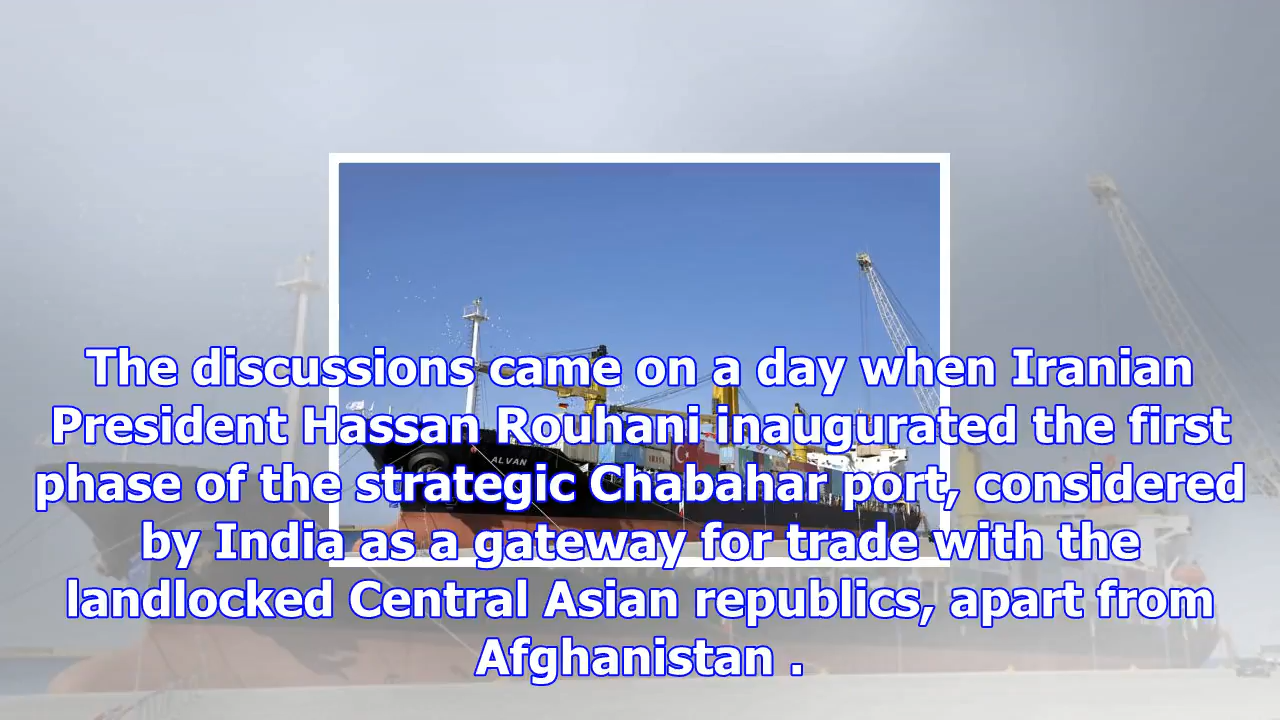 The discussions came on a day when Iranian
President Hassan Rouhani inaugurated the first
phase of the strategic Chabahar port, considered
by India as a gateway for trade with the
landlocked Central Asian republics, apart from
Afghanistan .
ALVAN